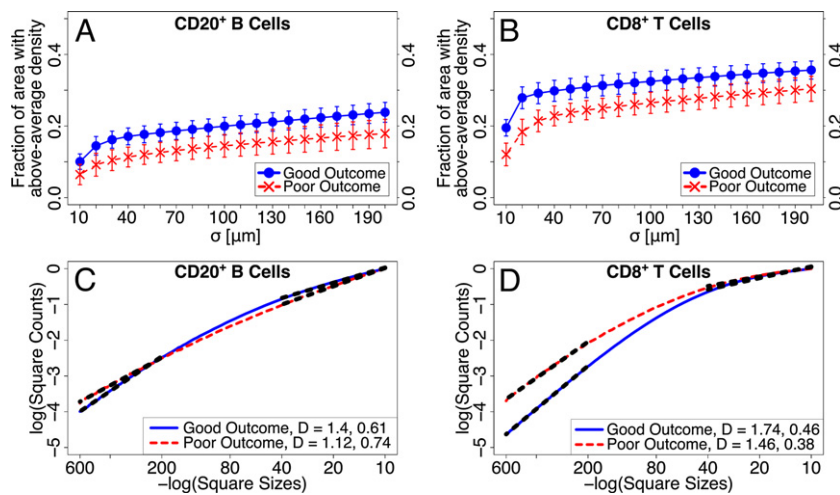 A CD20+ B Cells
Fraction of area with
above-average density
0.0 0.2 0.4
0.0 0.2 0.4
Good Outcome
Poor Outcome
10 40 70 100 130 160 190
σ [µm]
B CD8+ T Cells
Fraction of area with
above-average density
0.0 0.2 0.4
0.0 0.2 0.4
Good Outcome
Poor Outcome
10 40 70 100 130 160 190
σ [µm]
C CD20+ B Cells
log(Square Counts)
0
-1
-2
-3
-4
-5
Good Outcome, D = 1.4, 0.61
Poor Outcome, D = 1.12, 0.74
600 200 80 40 20 10
−log(Square Sizes)
D CD8+ T Cells
log(Square Counts)
0
-1
-2
-3
-4
-5
Good Outcome, D = 1.74, 0.46
Poor Outcome, D = 1.46, 0.38
600 200 80 40 20 10
−log(Square Sizes)